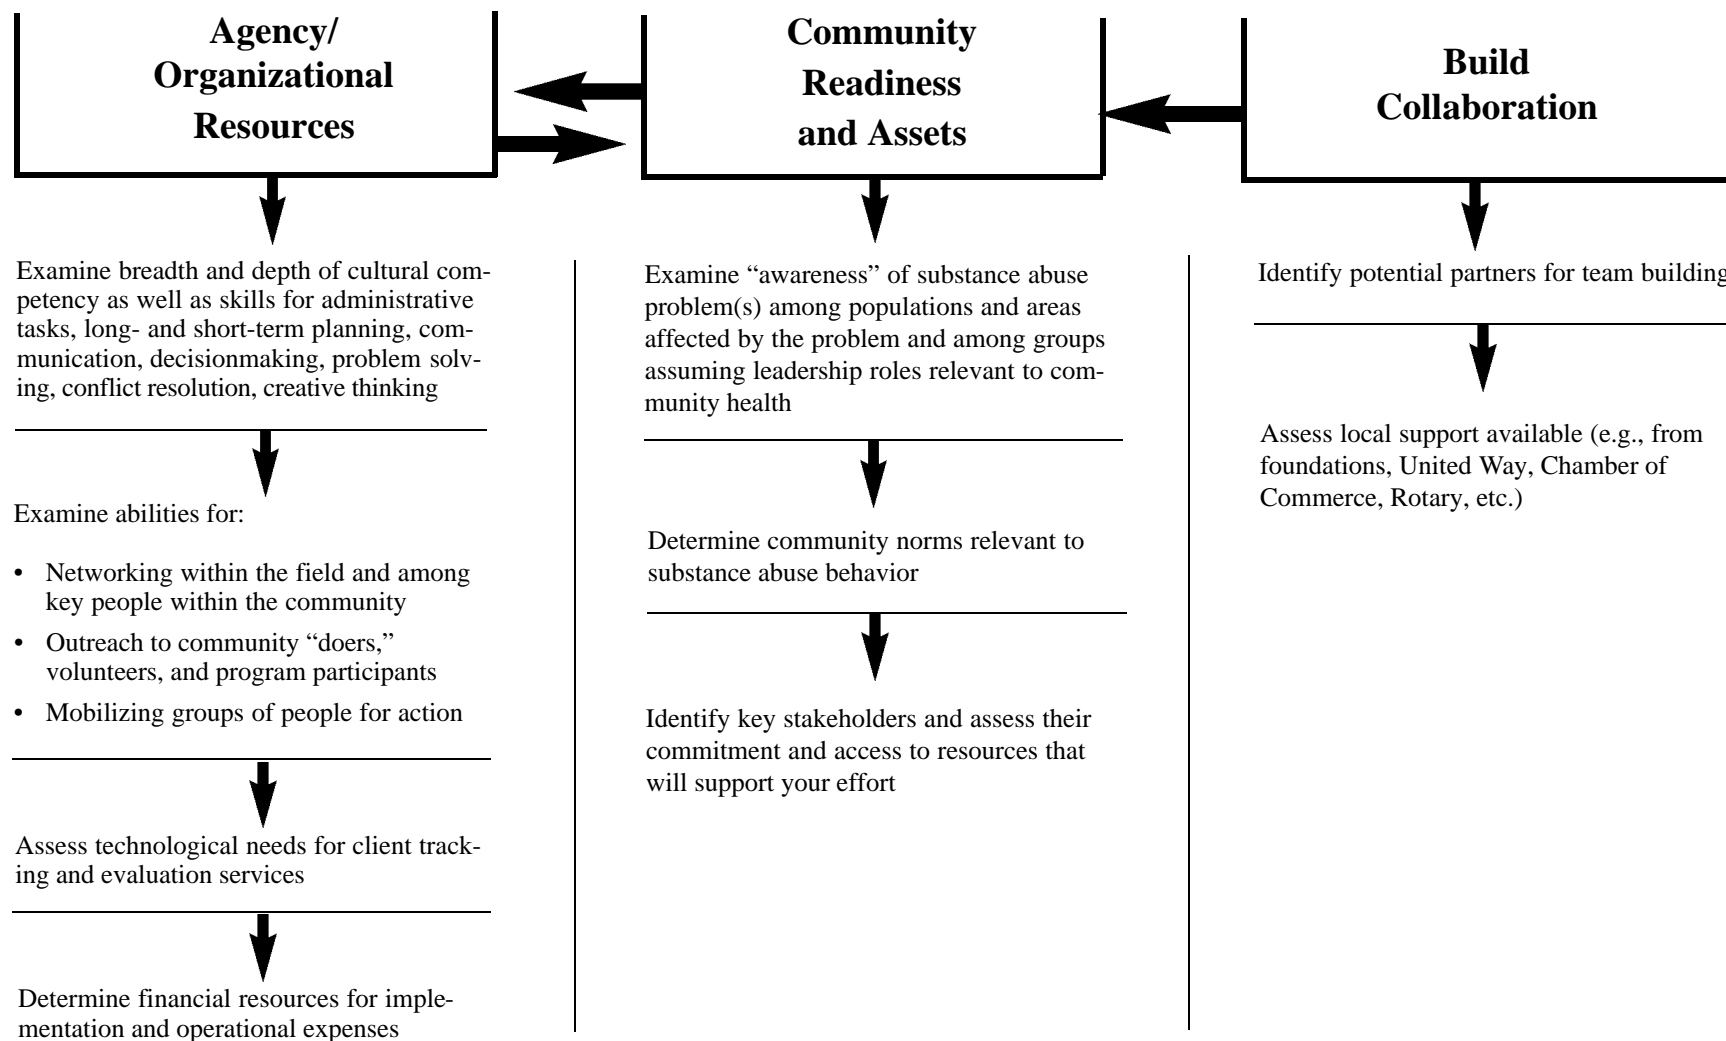 Agency/
Organizational
Resources
Examine breadth and depth of cultural com-
petency as well as skills for administrative
tasks, long- and short-term planning, com-
munication, decisionmaking, problem solv-
ing, conflict resolution, creative thinking
Examine abilities for:
• Networking within the field and among
key people within the community
• Outreach to community “doers,”
volunteers, and program participants
• Mobilizing groups of people for action
Assess technological needs for client track-
ing and evaluation services
Determine financial resources for imple-
mentation and operational expenses
Community
Readiness
and Assets
Examine “awareness” of substance abuse
problem(s) among populations and areas
affected by the problem and among groups
assuming leadership roles relevant to com-
munity health
Determine community norms relevant to
substance abuse behavior
Identify key stakeholders and assess their
commitment and access to resources that
will support your effort
Build
Collaboration
Identify potential partners for team building
Assess local support available (e.g., from
foundations, United Way, Chamber of
Commerce, Rotary, etc.)